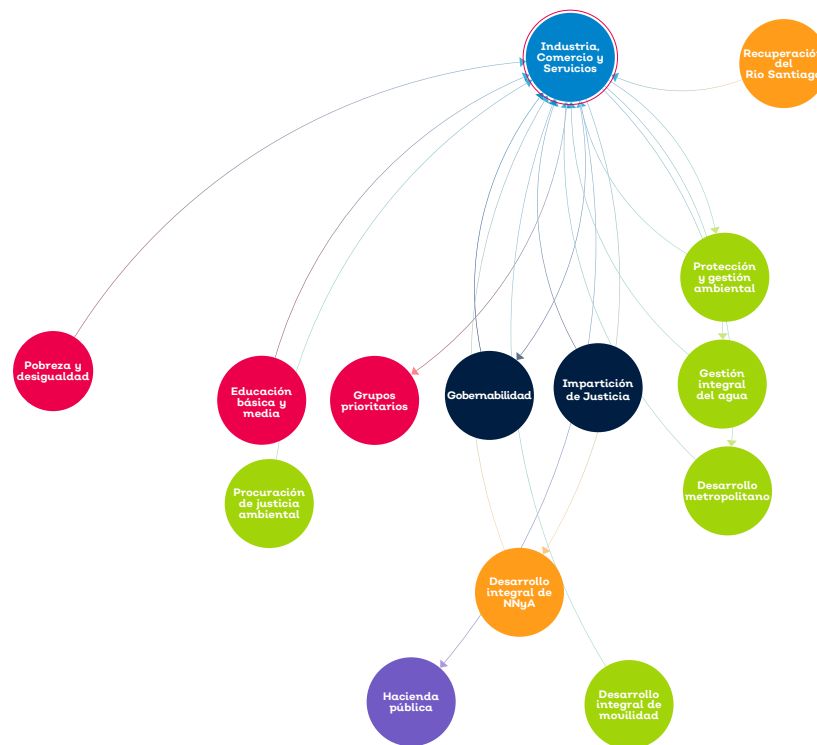 Industria,
Comercio y
Servicios
Recuperación
del
Río Santiago
Protección
y gestión
ambiental
Pobreza y
desigualdad
Educación
básica y
media
Grupos
prioritarios
Gobernabilidad
Impartición
de Justicia
Gestión
integral
del agua
Procuración
de justicia
ambiental
Desarrollo
metropolitano
Desarrollo
integral de
NNyA
Hacienda
pública
Desarrollo
integral de
movilidad